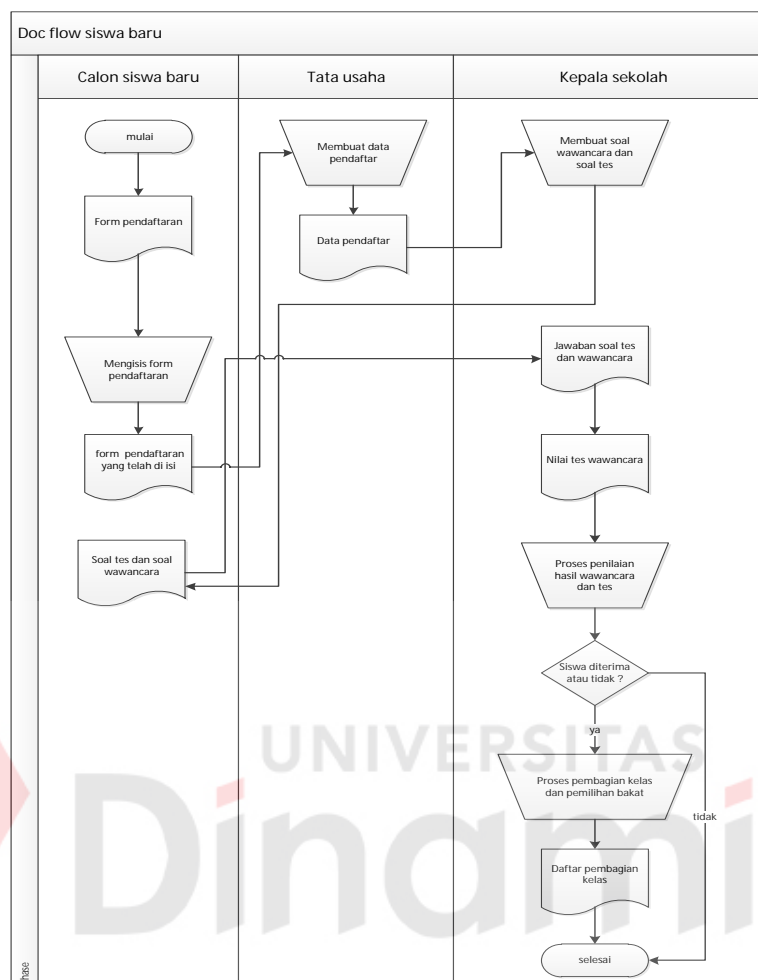 Doc flow siswa baru
Calon siswa baru
Tata usaha
Kepala sekolah
mulai
Form pendaftaran
Mengisis form
pendaftaran
form pendaftaran
yang telah di isi
Soal tes dan soal
wawancara
Membuat data
pendaftar
Data pendaftar
Membuat soal
wawancara dan
soal tes
Jawaban soal tes
dan wawancara
Nilai tes wawancara
Proses penilaian
hasil wawancara
dan tes
Siswa diterima
atau tidak ?
ya
tidak
Proses pembagian kelas
dan pemilihan bakat
Daftar pembagian
kelas
selesai
UNIVERSITAS
Dinami